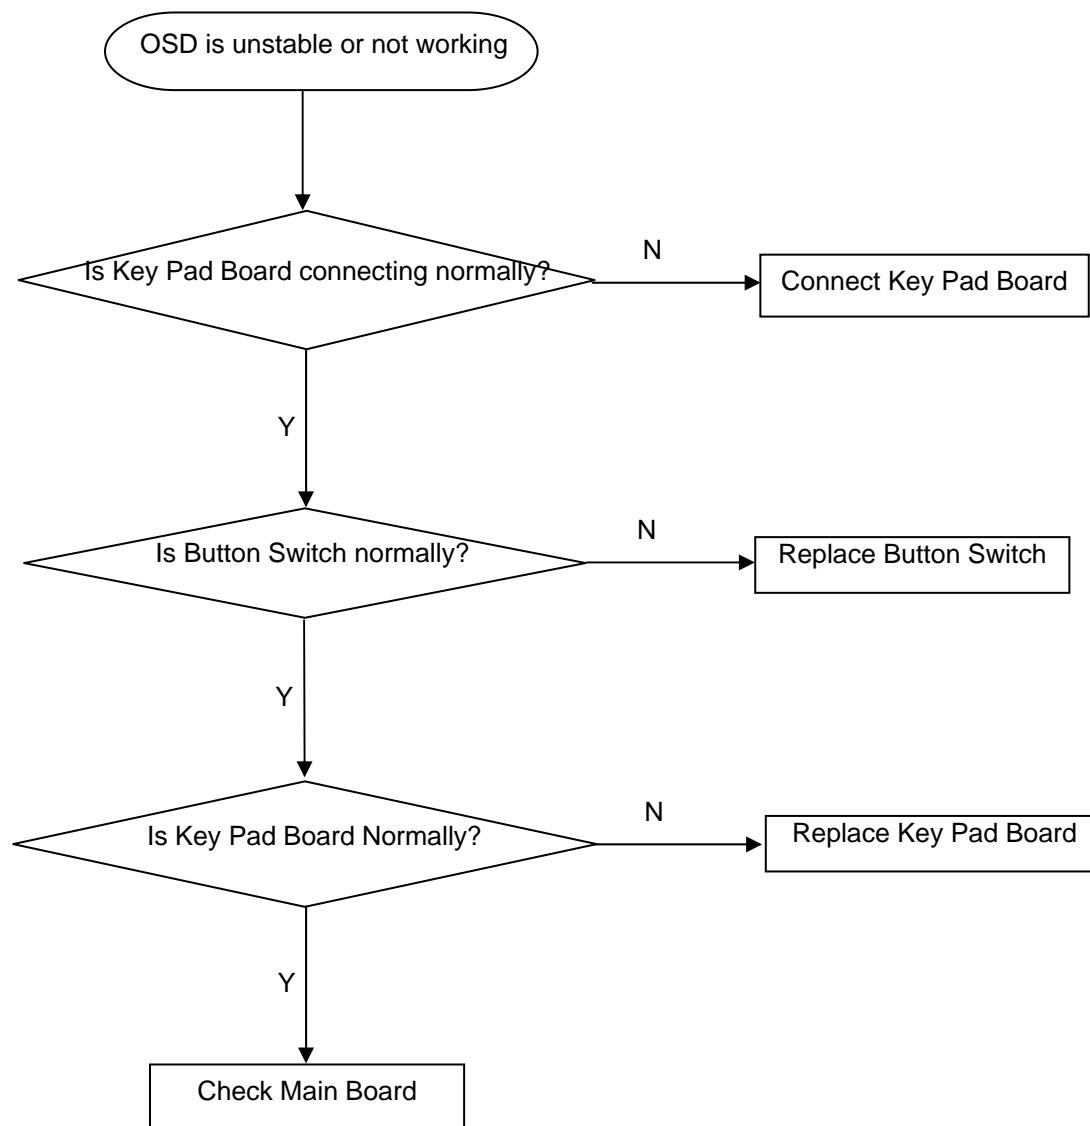 OSD is unstable or not working
Is Key Pad Board connecting normally?
N
Connect Key Pad Board
Y
Is Button Switch normally?
N
Replace Button Switch
Y
Is Key Pad Board Normally?
N
Replace Key Pad Board
Y
Check Main Board